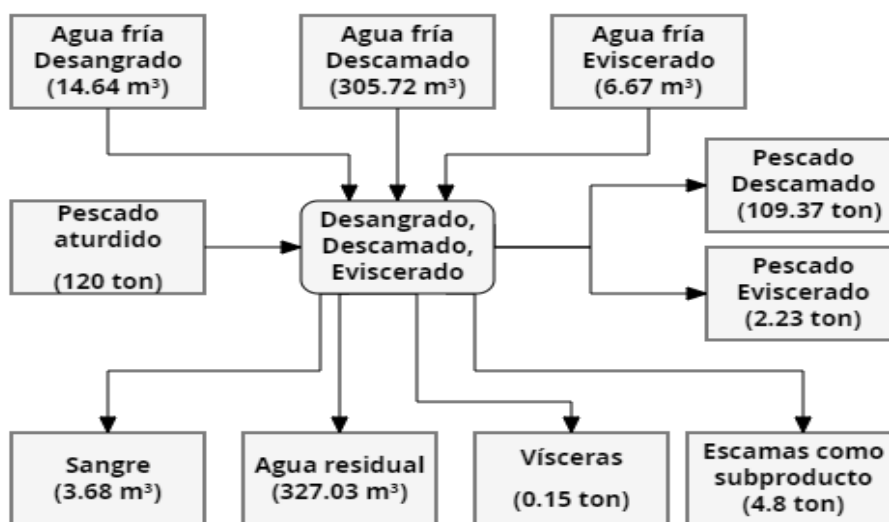 Agua fría
Desangrado
(14.64 m³)
Agua fría
Descamado
(305.72 m³)
Agua fría
Eviscerado
(6.67 m³)
Pescado
Descamado
(109.37 ton)
Pescado
aturdido
(120 ton)
Desangrado,
Descamado,
Eviscerado
Pescado
Eviscerado
(2.23 ton)
Sangre
(3.68 m³)
Agua residual
(327.03 m³)
Vísceras
(0.15 ton)
Escamas como
subproducto
(4.8 ton)